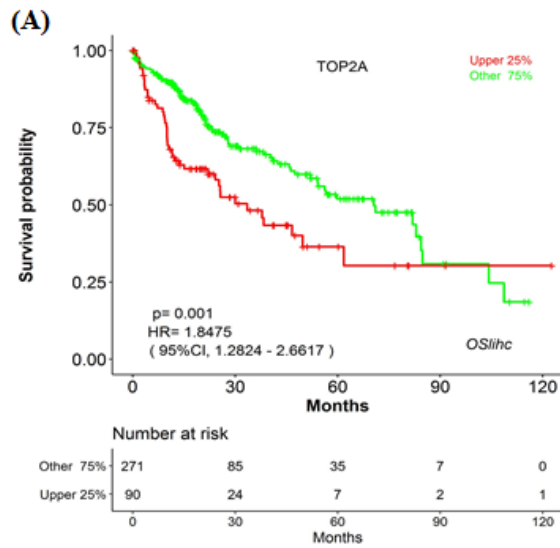 (A)
TOP2A
Upper 25%
Other 75%
1.00
0.75
0.50
0.25
0.00
Survival probability
p= 0.001
HR= 1.8475
( 95%CI, 1.2824 - 2.6617 )
OSlihc
0 30 60 90 120
Months
Number at risk
Other 75% 271 85 35 7 0
Upper 25% 90 24 7 2 1
0 30 60 90 120
Months